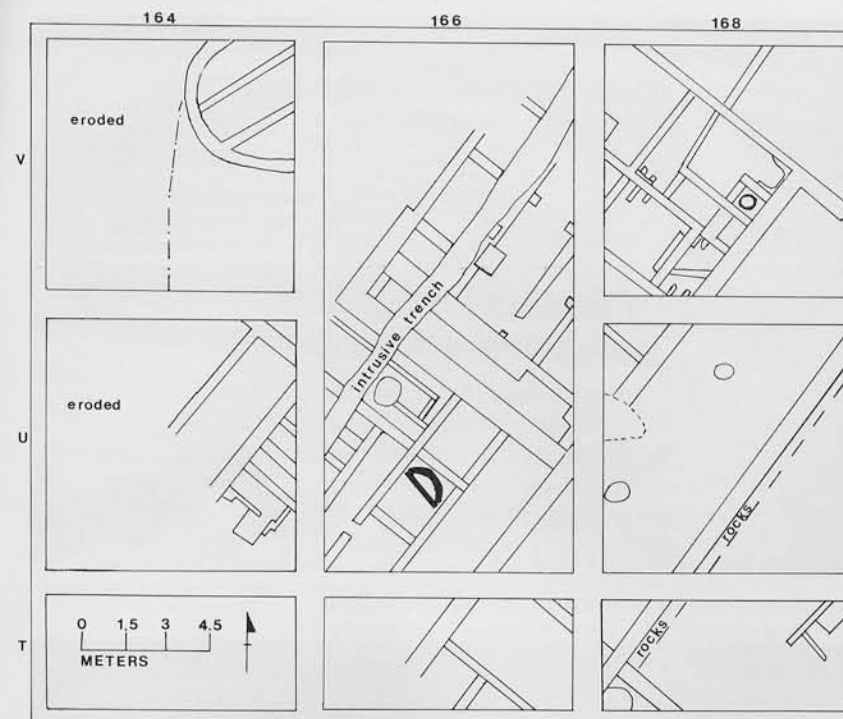 164 166 168
V
eroded
intrusive trench
U
eroded
rocks
T
0 1.5 3 4.5
METERS
rocks